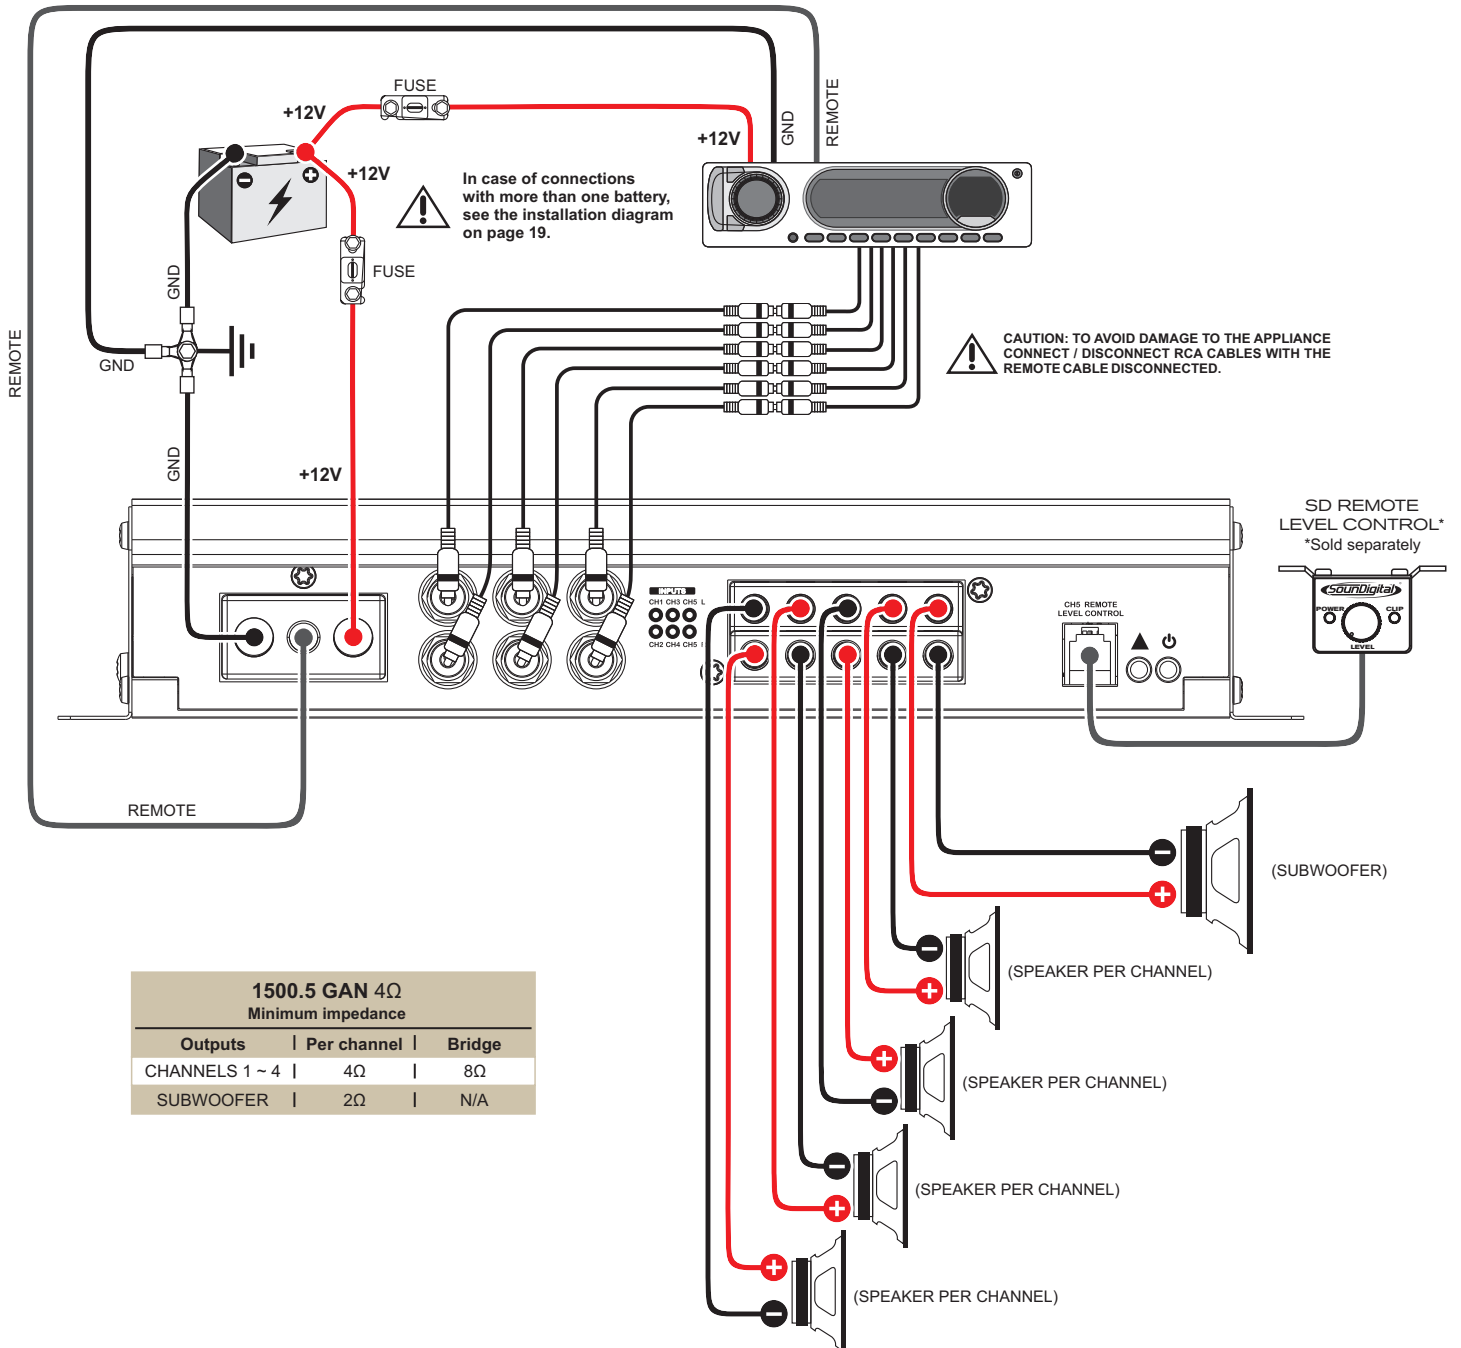 FUSE
+12V
+12V
GND
REMOTE
+12V
In case of connections
with more than one battery,
see the installation diagram
on page 19.
FUSE
GND
REMOTE
GND
CAUTION: TO AVOID DAMAGE TO THE APPLIANCE
CONNECT / DISCONNECT RCA CABLES WITH THE
REMOTE CABLE DISCONNECTED.
GND
+12V
SD REMOTE
LEVEL CONTROL*
*Sold separately
SounDigital
POWER
CLIP
LEVEL
INPUTS
CH1 CH3 CH5 L
CH2 CH4 CH5
CH5 REMOTE
LEVEL CONTROL
REMOTE
(SUBWOOFER)
(SPEAKER PER CHANNEL)
(SPEAKER PER CHANNEL)
(SPEAKER PER CHANNEL)
(SPEAKER PER CHANNEL)
1500.5 GAN 4Ω
Minimum impedance
Outputs | Per channel | Bridge
CHANNELS 1 ~ 4 | 4Ω | 8Ω
SUBWOOFER | 2Ω | N/A